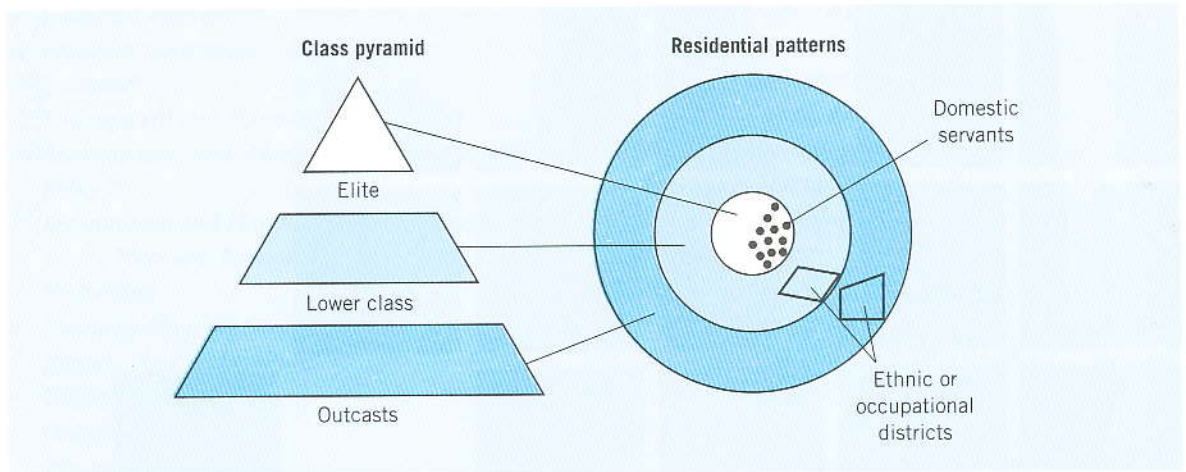 Class pyramid
Residential patterns
Domestic
servants
Elite
Lower class
Outcasts
Ethnic or
occupational
districts